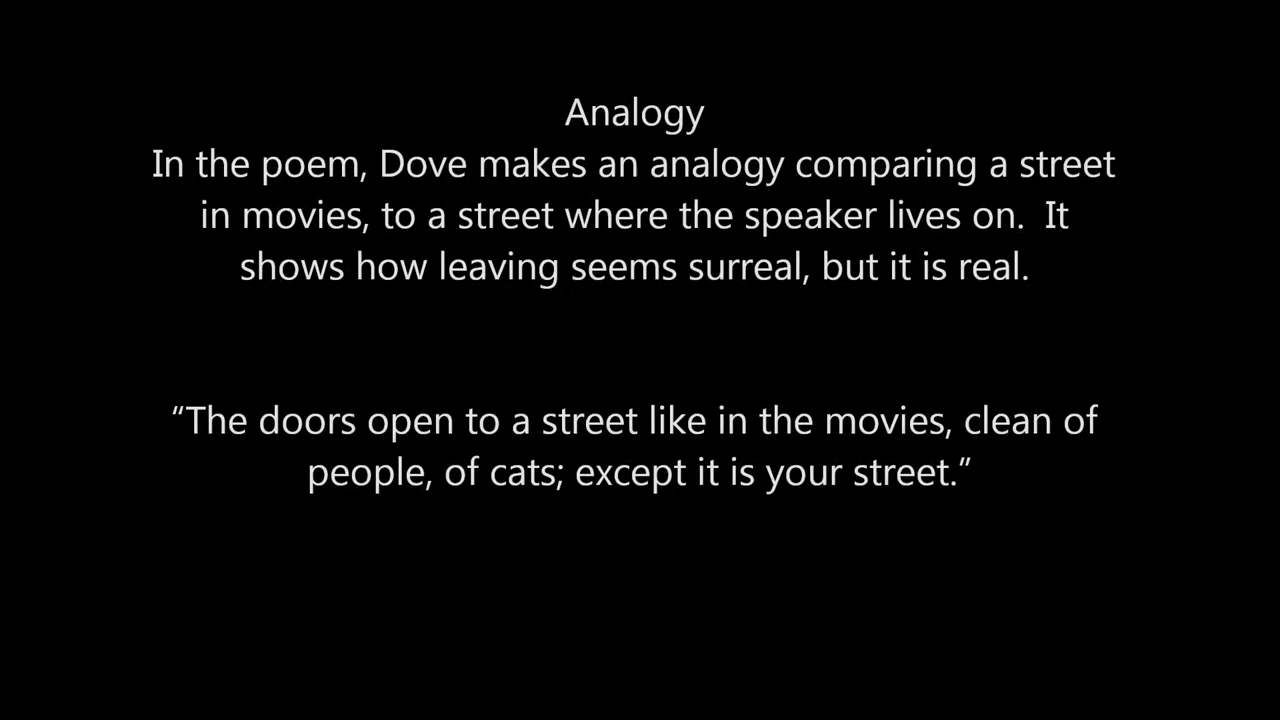 Analogy
In the poem, Dove makes an analogy comparing a street
in movies, to a street where the speaker lives on.  It
shows how leaving seems surreal, but it is real.
“The doors open to a street like in the movies, clean of
people, of cats; except it is your street.”